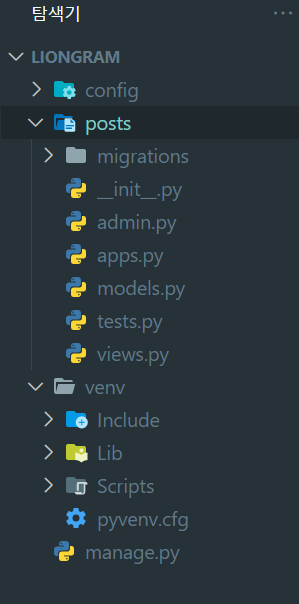 탐색기 ···
LIONGRAM
config
posts
migrations
__init__.py
admin.py
apps.py
models.py
tests.py
views.py
venv
Include
Lib
Scripts
pyvenv.cfg
manage.py